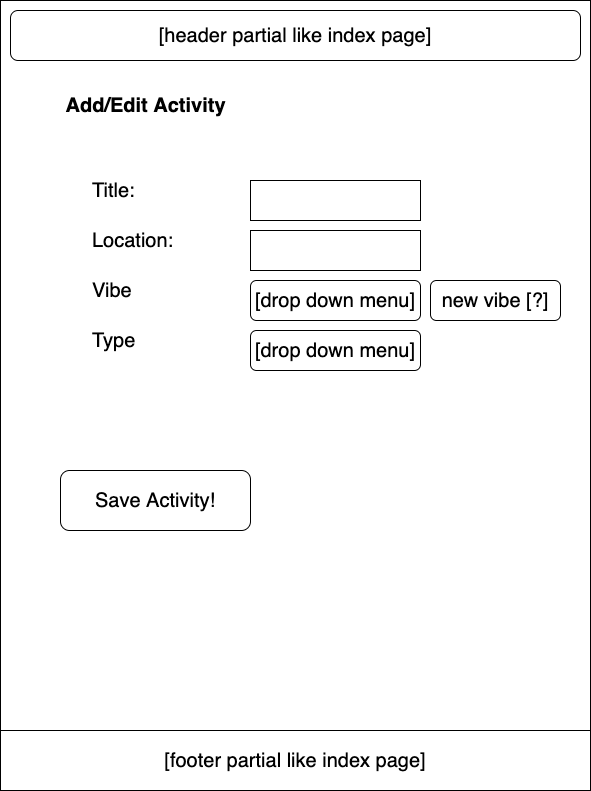 [header partial like index page]
Add/Edit Activity
Title:
Location:
Vibe [drop down menu] new vibe [?]
Type [drop down menu]
Save Activity!
[footer partial like index page]